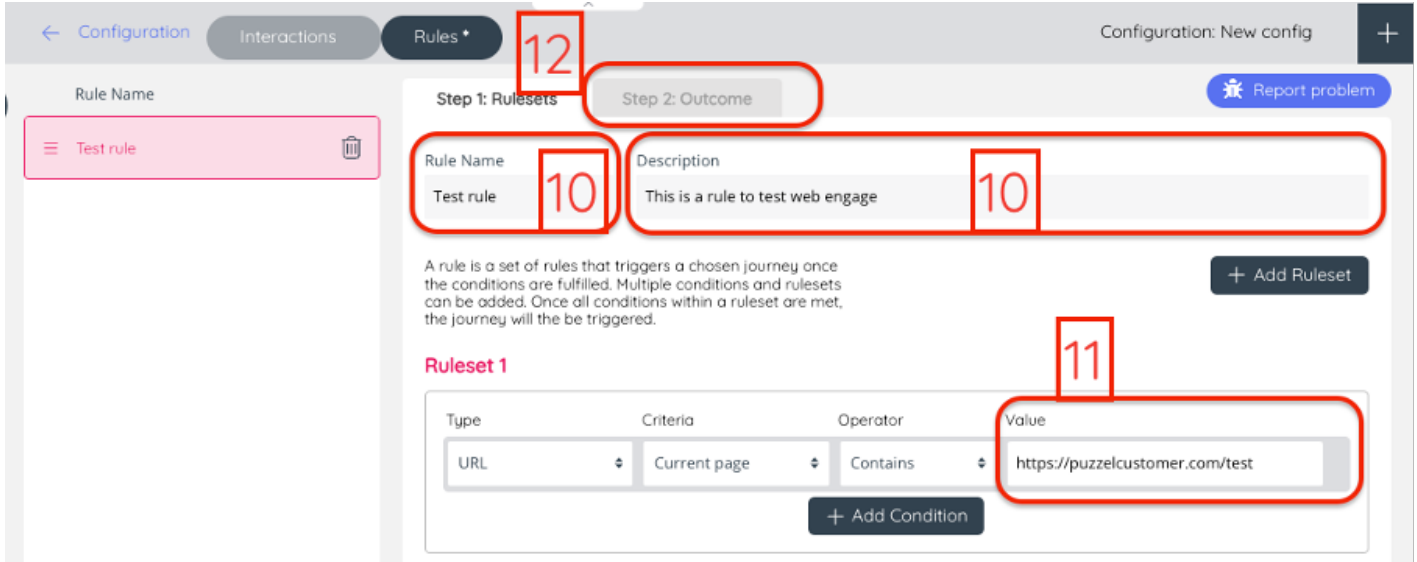 Configuration
Interactions
Rules *
12
Configuration: New config
Rule Name
Step 1: Rulesets
Step 2: Outcome
Report problem
Test rule
Rule Name
Description
Test rule
10
This is a rule to test web engage
10
A rule is a set of rules that triggers a chosen journey once
the conditions are fulfilled. Multiple conditions and rulesets
can be added. Once all conditions within a ruleset are met,
the journey will the be triggered.
+ Add Ruleset
11
Ruleset 1
Type
Criteria
Operator
Value
URL
Current page
Contains
https://puzzelcustomer.com/test
+ Add Condition